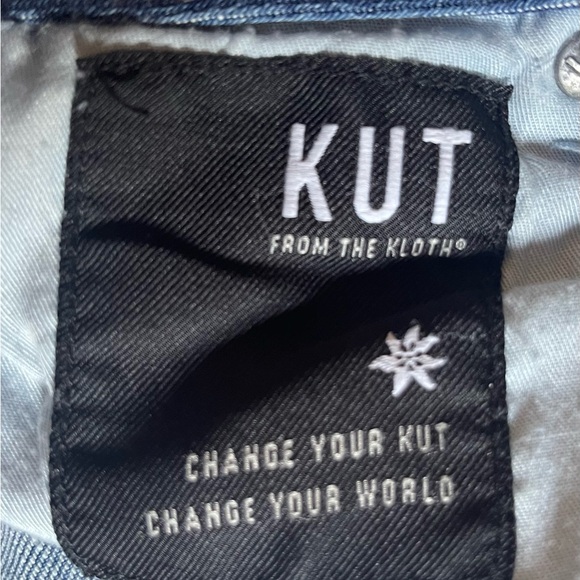 KUT
FROM THE KLOTH®
CHANGE YOUR KUT
CHANGE YOUR WORLD